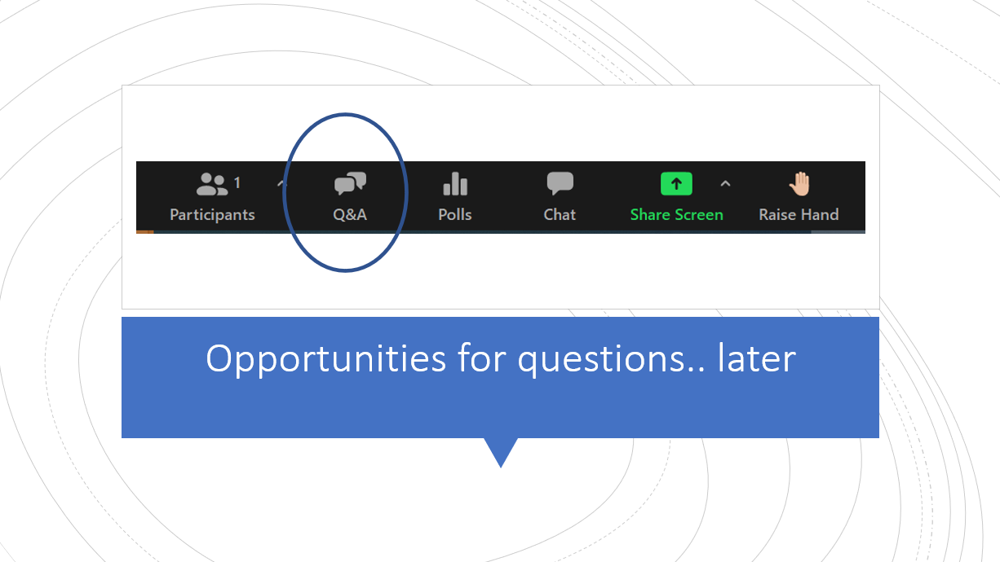 1
Participants
Q&A
Polls
Chat
Share Screen
Raise Hand
Opportunities for questions.. later